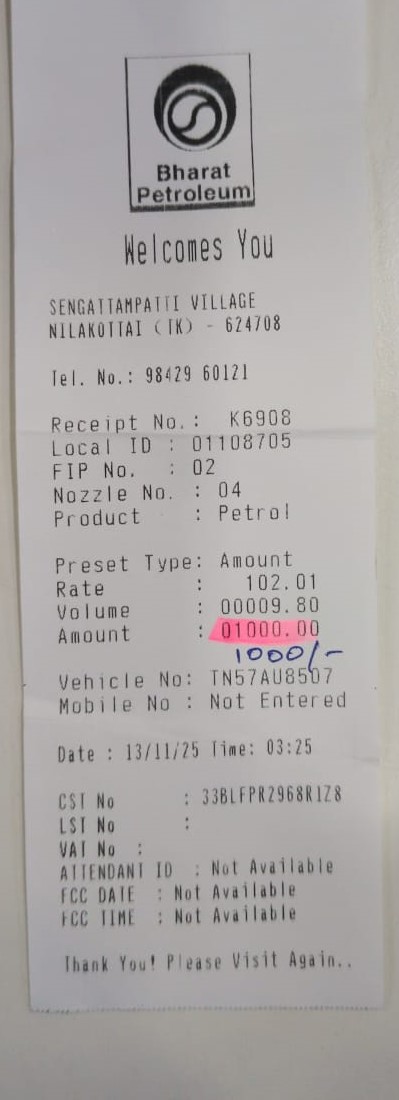 Bharat
Petroleum
Welcomes You
SENGATTAMPATTI VILLAGE
NILAKOTTAI (TK) - 624708
Tel. No.: 98429 60121
Receipt No.: K6908
Local ID : 01108705
FIP No. : 02
Nozzle No. : 04
Product : Petrol
Preset Type: Amount
Rate : 102.01
Volume : 00009.80
Amount : 01000.00
1000/-
Vehicle No: TN57AU8507
Mobile No : Not Entered
Date : 13/11/25 Time: 03:25
CST No : 33BLFPR2968R1Z8
LST No :
VAT No :
ATTENDANT ID : Not Available
FCC DATE : Not Available
FCC TIME : Not Available
Thank You! Please Visit Again..